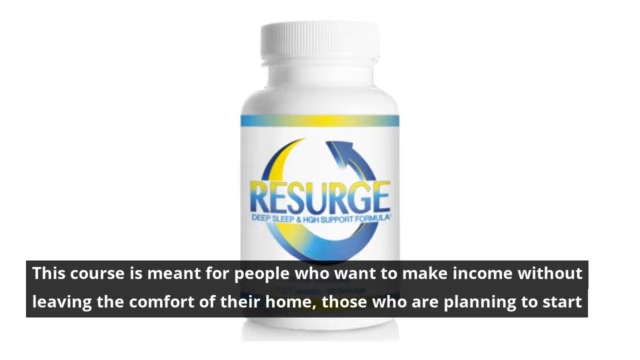 RESURGE
DEEP SLEEP & HGH SUPPORT FORMULA
This course is meant for people who want to make income without
leaving the comfort of their home, those who are planning to start